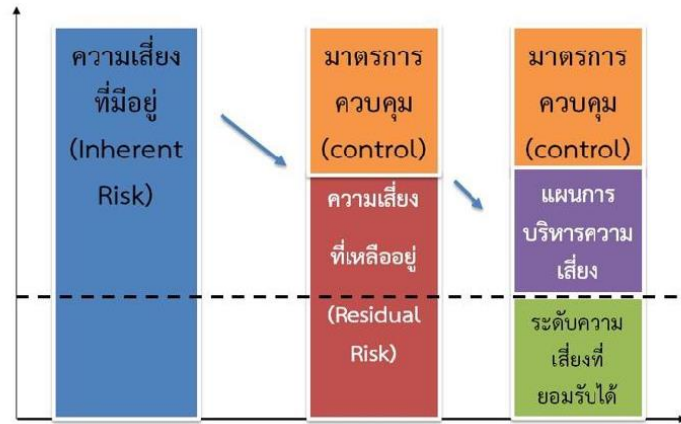 ความเสี่ยง
ที่มีอยู่
(Inherent
Risk)
มาตรการ
ควบคุม
(control)
ความเสี่ยง
ที่เหลืออยู่
(Residual
Risk)
มาตรการ
ควบคุม
(control)
แผนการ
บริหารความ
เสี่ยง
ระดับความ
เสี่ยงที่
ยอมรับได้